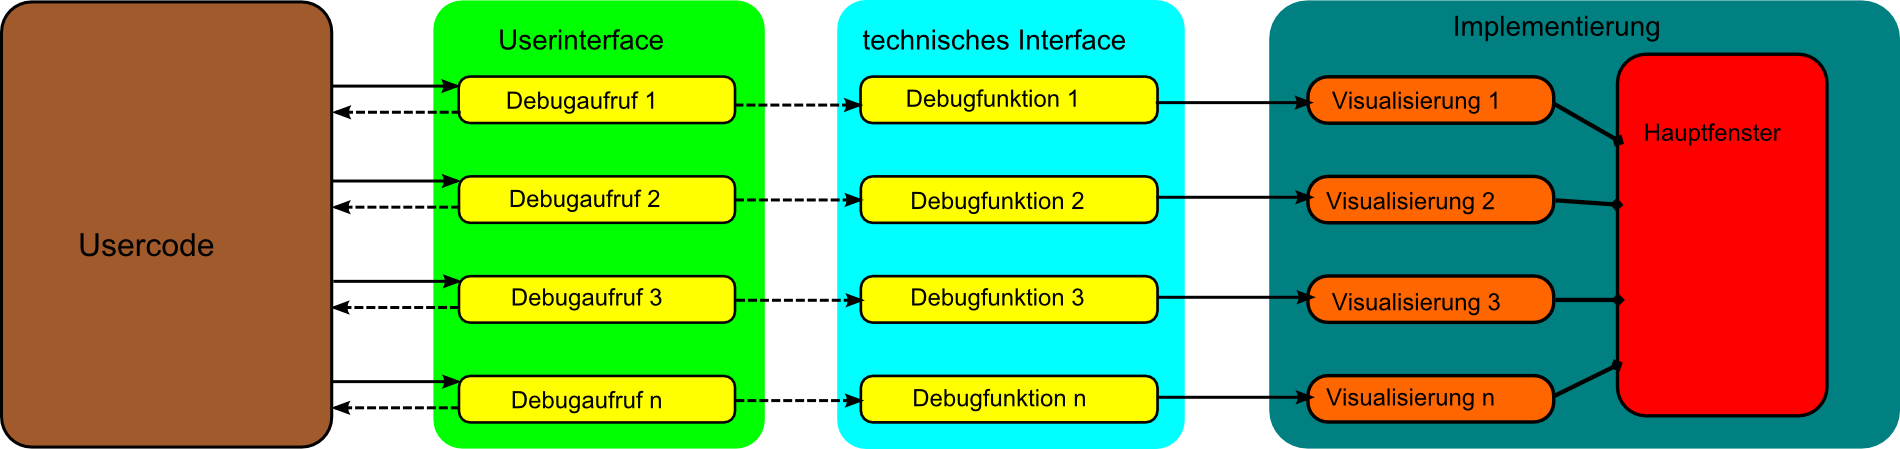 Usercode
Userinterface
Debugaufruf 1
Debugaufruf 2
Debugaufruf 3
Debugaufruf n
technisches Interface
Debugfunktion 1
Debugfunktion 2
Debugfunktion 3
Debugfunktion n
Implementierung
Visualisierung 1
Visualisierung 2
Visualisierung 3
Visualisierung n
Hauptfenster